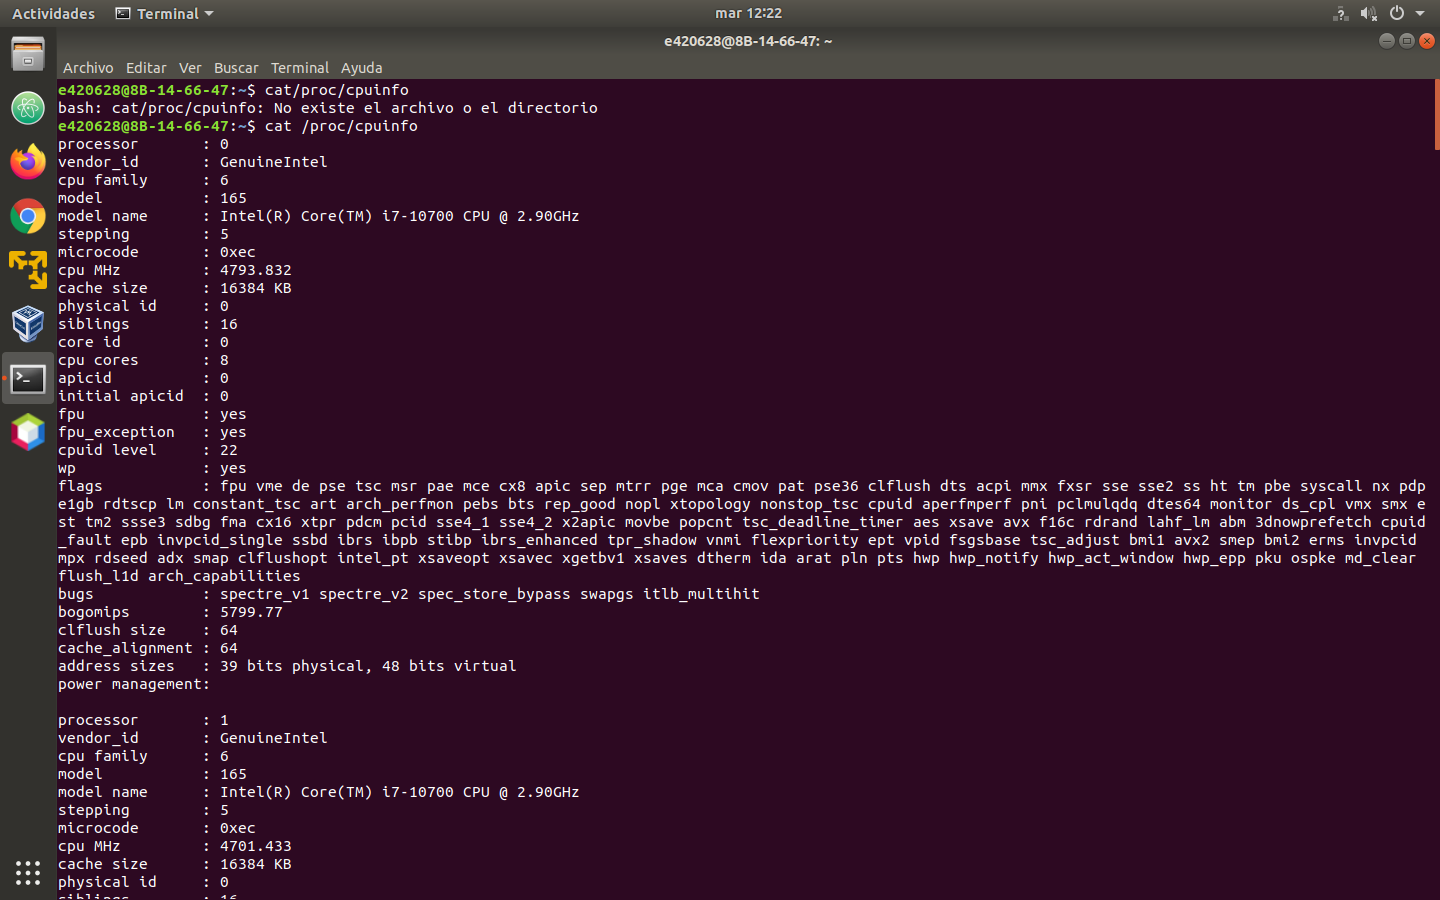 Actividades Terminal mar 12:22
e420628@8B-14-66-47: ~
Archivo Editar Ver Buscar Terminal Ayuda
e420628@8B-14-66-47:~$ cat/proc/cpuinfo
bash: cat/proc/cpuinfo: No existe el archivo o el directorio
e420628@8B-14-66-47:~$ cat /proc/cpuinfo
processor : 0
vendor_id : GenuineIntel
cpu family : 6
model : 165
model name : Intel(R) Core(TM) i7-10700 CPU @ 2.90GHz
stepping : 5
microcode : 0xec
cpu MHz : 4793.832
cache size : 16384 KB
physical id : 0
siblings : 16
core id : 0
cpu cores : 8
apicid : 0
initial apicid : 0
fpu : yes
fpu_exception : yes
cpuid level : 22
wp : yes
flags : fpu vme de pse tsc msr pae mce cx8 apic sep mtrr pge mca cmov pat pse36 clflush dts acpi mmx fxsr sse sse2 ss ht tm pbe syscall nx pdp
e1gb rdtscp lm constant_tsc art arch_perfmon pebs bts rep_good nopl xtopology nonstop_tsc cpuid aperfmperf pni pclmulqdq dtes64 monitor ds_cpl vmx smx e
st tm2 ssse3 sdbg fma cx16 xtpr pdcm pcid sse4_1 sse4_2 x2apic movbe popcnt tsc_deadline_timer aes xsave avx f16c rdrand lahf_lm abm 3dnowprefetch cpuid
_fault epb invpcid_single ssbd ibrs ibpb stibp ibrs_enhanced tpr_shadow vnmi flexpriority ept vpid fsgsbase tsc_adjust bmi1 avx2 smep bmi2 erms invpcid
mpx rdseed adx smap clflushopt intel_pt xsaveopt xsavec xgetbv1 xsaves dtherm ida arat pln pts hwp hwp_notify hwp_act_window hwp_epp pku ospke md_clear
flush_l1d arch_capabilities
bugs : spectre_v1 spectre_v2 spec_store_bypass swapgs itlb_multihit
bogomips : 5799.77
clflush size : 64
cache_alignment : 64
address sizes : 39 bits physical, 48 bits virtual
power management:
processor : 1
vendor_id : GenuineIntel
cpu family : 6
model : 165
model name : Intel(R) Core(TM) i7-10700 CPU @ 2.90GHz
stepping : 5
microcode : 0xec
cpu MHz : 4701.433
cache size : 16384 KB
physical id : 0
siblings : 16